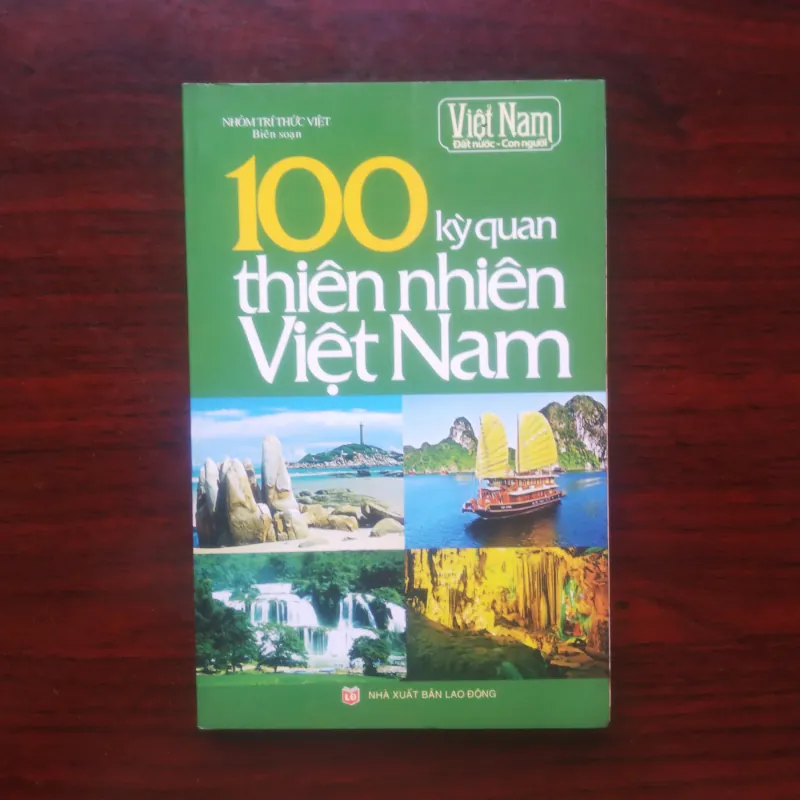 NHÓM TRÍ THỨC VIỆT
Biên soạn
Việt Nam
Đất nước - Con người
100 kỳ quan
thiên nhiên
Việt Nam
LĐ
NHÀ XUẤT BẢN LAO ĐỘNG